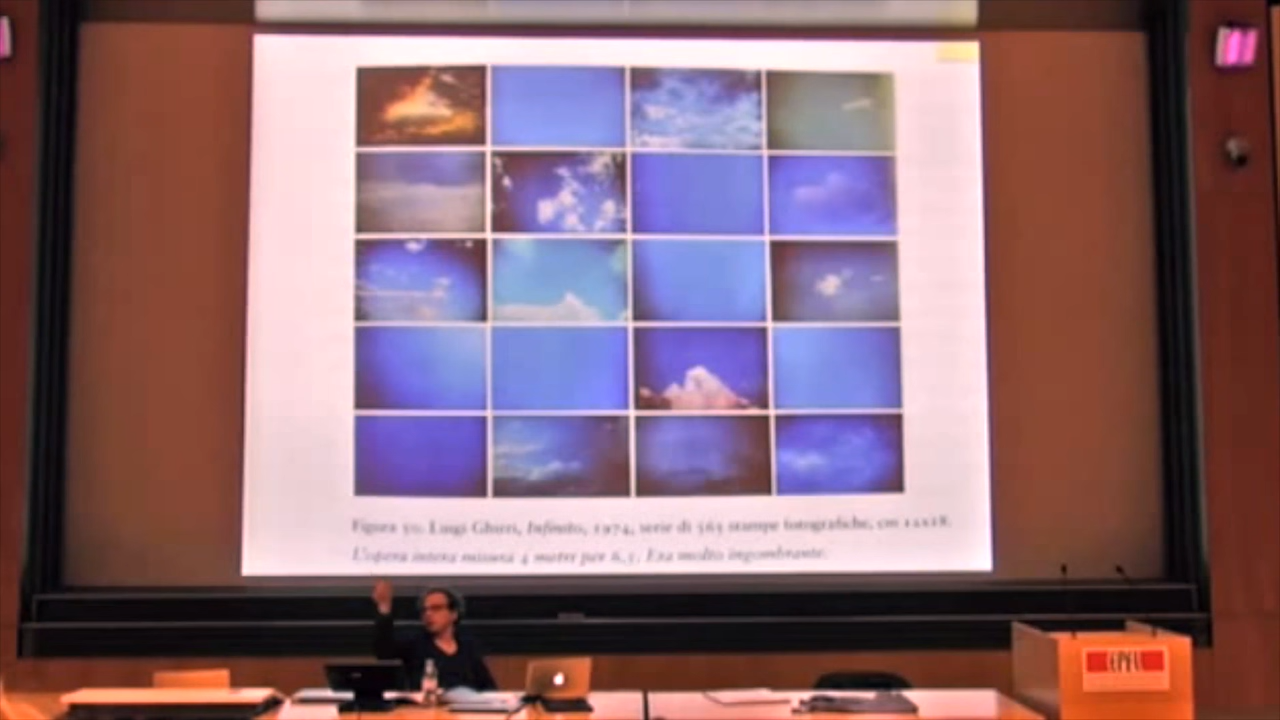 Figura 50. Luigi Ghirri, Infinito, 1974, serie di 365 stampe fotografiche, cm 12x18.
L'opera intera misura 4 metri per 6,5. Era molto ingombrante.
EPFL